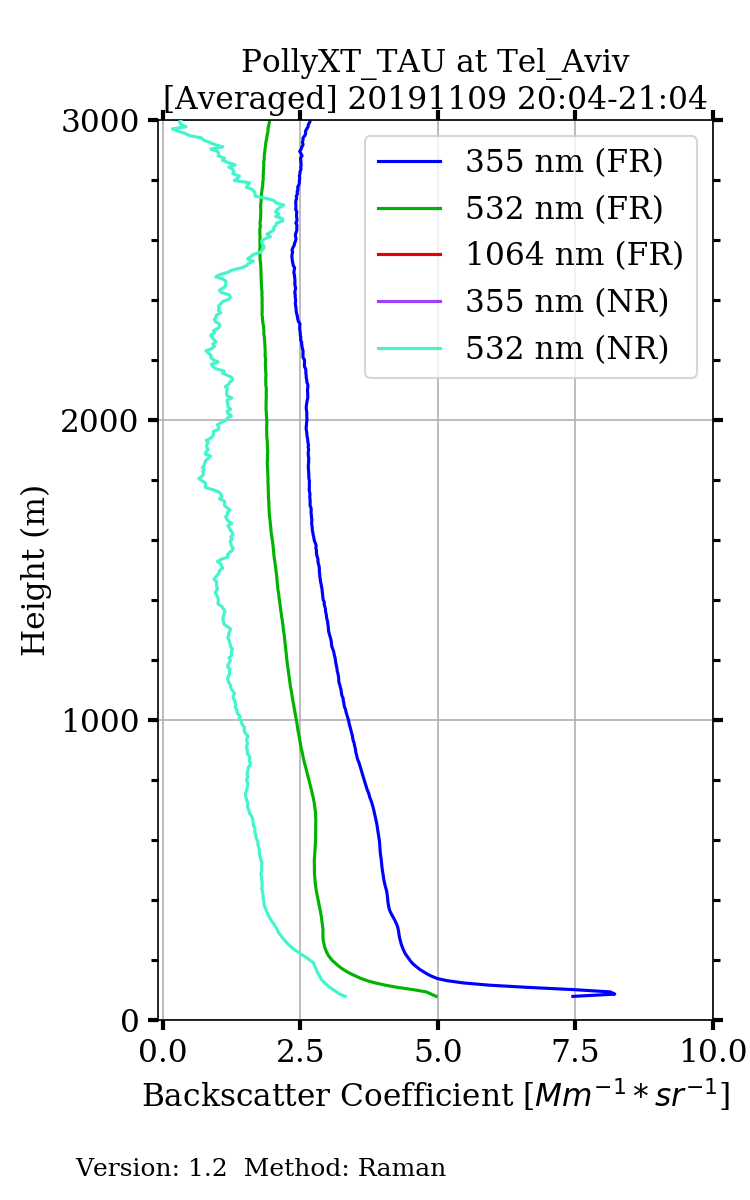 PollyXT_TAU at Tel_Aviv
[Averaged] 20191109 20:04-21:04
3000
355 nm (FR)
532 nm (FR)
1064 nm (FR)
355 nm (NR)
532 nm (NR)
2000
Height (m)
1000
0
0.0 2.5 5.0 7.5 10.0
Backscatter Coefficient [Mm⁻¹ * sr⁻¹]
Version: 1.2 Method: Raman